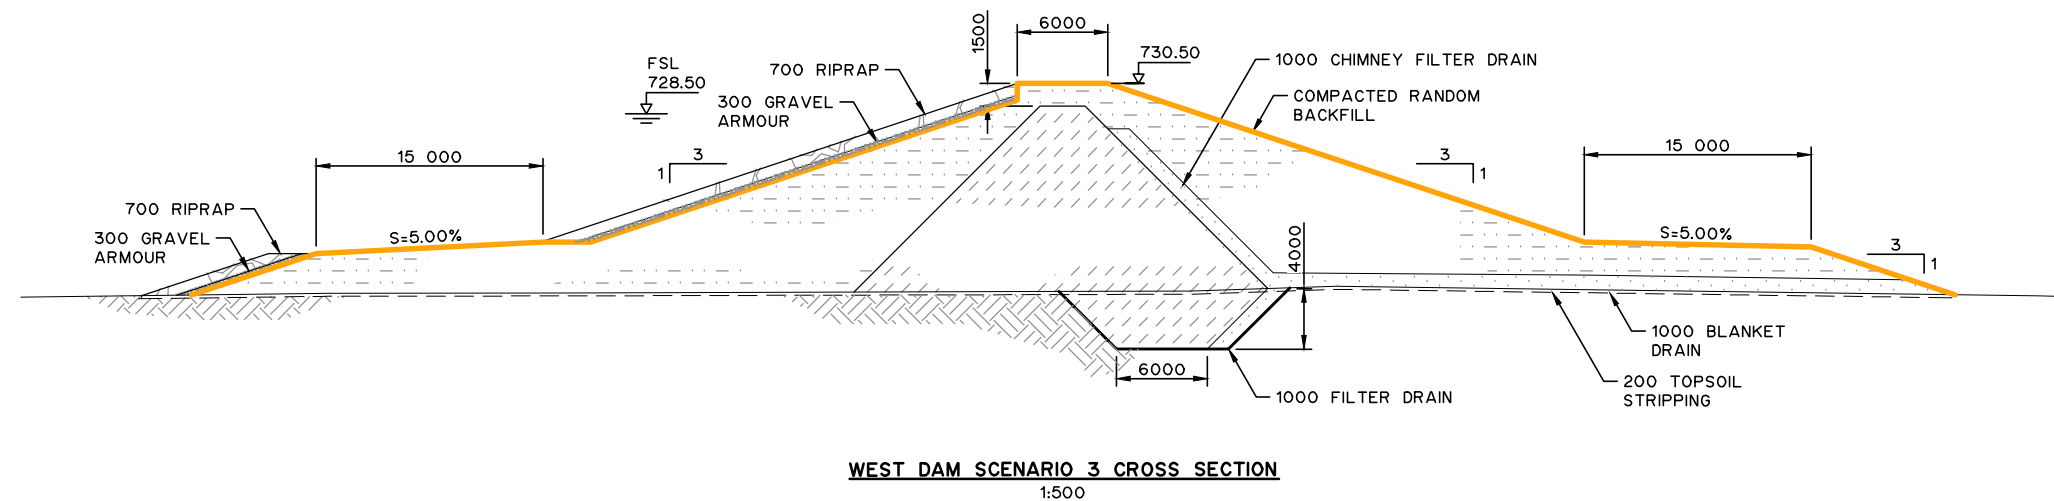 1500
6000
730.50
FSL
728.50
700 RIPRAP
300 GRAVEL
ARMOUR
1000 CHIMNEY FILTER DRAIN
COMPACTED RANDOM
BACKFILL
15 000
3
1
3
1
15 000
700 RIPRAP
300 GRAVEL
ARMOUR
S=5.00%
S=5.00%
3
1
4000
1000 BLANKET
DRAIN
6000
200 TOPSOIL
STRIPPING
1000 FILTER DRAIN
WEST DAM SCENARIO 3 CROSS SECTION
1:500